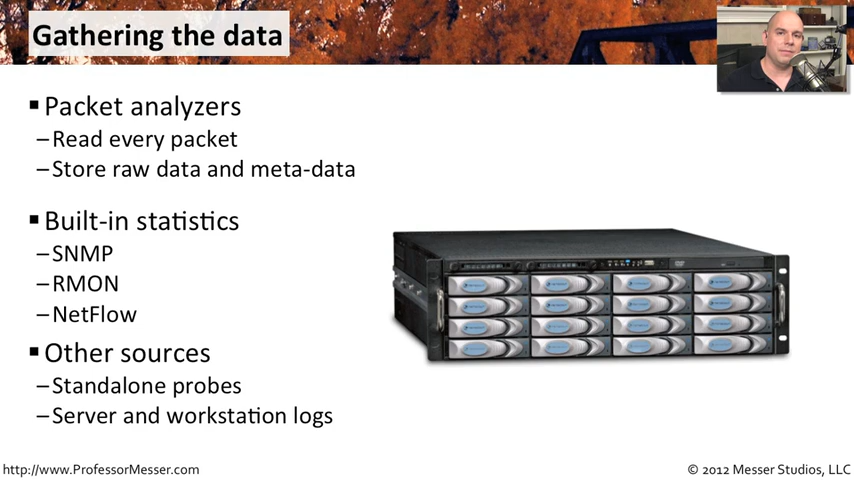 Gathering the data
▪ Packet analyzers
–Read every packet
–Store raw data and meta-data
▪ Built-in statistics
–SNMP
–RMON
–NetFlow
▪ Other sources
–Standalone probes
–Server and workstation logs
http://www.ProfessorMesser.com
© 2012 Messer Studios, LLC